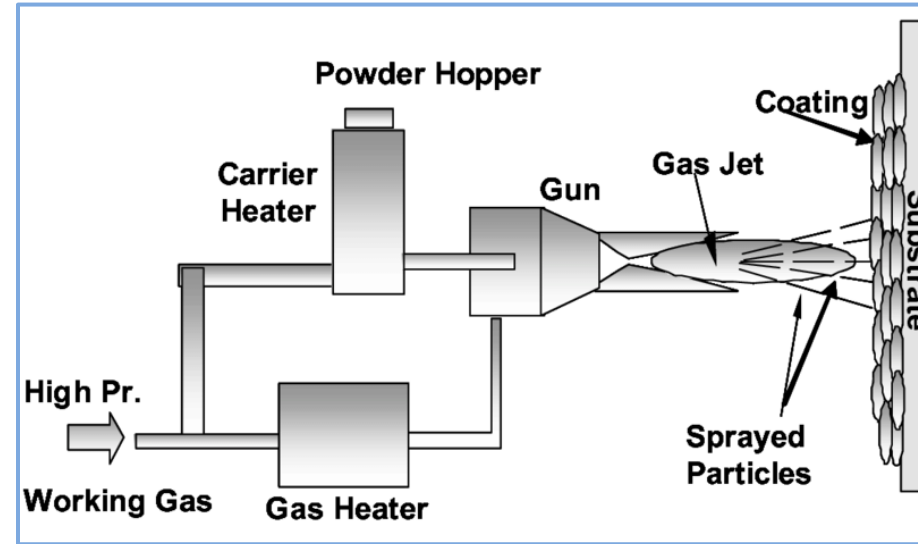 Powder Hopper
Coating
Carrier
Heater
Gun
Gas Jet
Substrate
High Pr.
Working Gas
Gas Heater
Sprayed
Particles